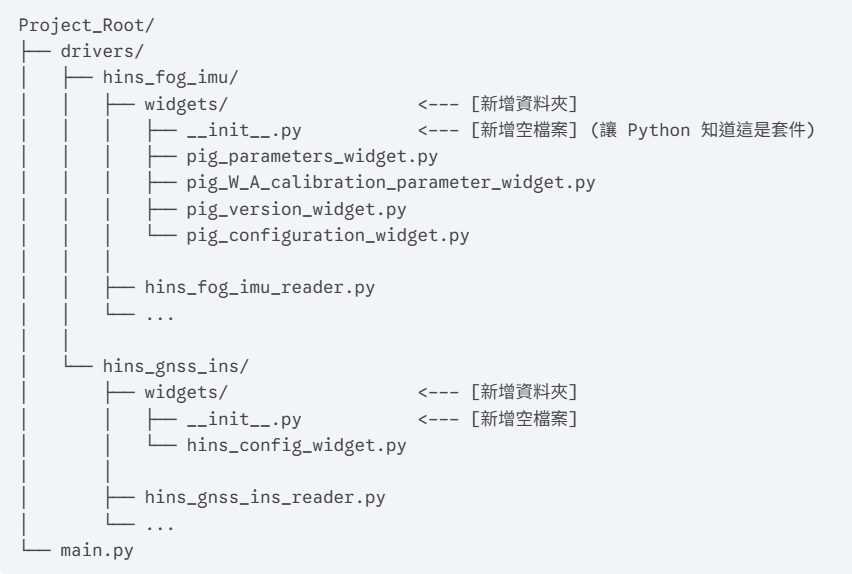 Project_Root/
├── drivers/
│   ├── hins_fog_imu/
│   │   ├── widgets/                  <--- [新增資料夾]
│   │   │   ├── __init__.py           <--- [新增空檔案] (讓 Python 知道這是套件)
│   │   │   ├── pig_parameters_widget.py
│   │   │   ├── pig_W_A_calibration_parameter_widget.py
│   │   │   ├── pig_version_widget.py
│   │   │   └── pig_configuration_widget.py
│   │   │
│   │   ├── hins_fog_imu_reader.py
│   │   └── ...
│   │
│   └── hins_gnss_ins/
│       ├── widgets/                  <--- [新增資料夾]
│       │   ├── __init__.py           <--- [新增空檔案]
│       │   └── hins_config_widget.py
│       │
│       ├── hins_gnss_ins_reader.py
│       └── ...
└── main.py